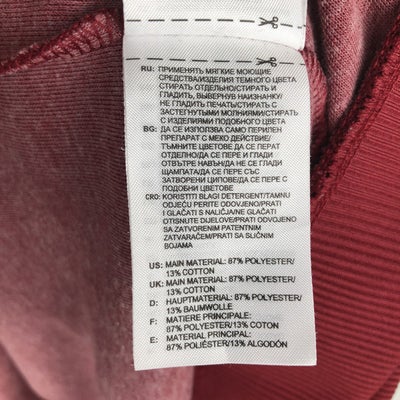 RU: ПРИМЕНЯТЬ МЯГКИЕ МОЮЩИЕ
СРЕДСТВА/ИЗДЕЛИЯ ТЕМНОГО ЦВЕТА
СТИРАТЬ ОТДЕЛЬНО/СТИРАТЬ И
ГЛАДИТЬ, ВЫВЕРНУВ НАИЗНАНКУ/
НЕ ГЛАДИТЬ ПЕЧАТЬ/СТИРАТЬ С
ЗАСТЕГНУТЫМИ МОЛНИЯМИ/СТИРАТЬ
С ИЗДЕЛИЯМИ ПОДОБНОГО ЦВЕТА
BG: ДА СЕ ИЗПОЛЗВА САМО ПЕРИЛЕН
ПРЕПАРАТ С МЕКО ДЕЙСТВИЕ/
ТЪМНИТЕ ЦВЕТОВЕ ДА СЕ ПЕРАТ
ОТДЕЛНО/ДА СЕ ПЕРЕ И ГЛАДИ
ОТВЪТРЕ НАВЪН/ДА НЕ СЕ ГЛАДИ
ЩАМПАТА/ДА СЕ ПЕРЕ СЪС
ЗАТВОРЕНИ ЦИПОВЕ/ДА СЕ ПЕРЕ С
ПОДОБНИ ЦВЕТОВЕ
CRO: KORISTITI BLAGI DETERGENT/TAMNU
ODJEĆU PERITE ODVOJENO/PRATI
I GLAČATI S NALIČJA/NE GLAČATI
OTISNUTE DIJELOVE/PRATI ODVOJENO
SA ZATVORENIM PATENTNIM
ZATVARAČEM/PRATI SA SLIČNIM
BOJAMA
US: MAIN MATERIAL: 87% POLYESTER/
13% COTTON
UK: MAIN MATERIAL: 87% POLYESTER/
13% COTTON
D: HAUPTMATERIAL: 87% POLYESTER/
13% BAUMWOLLE
F: MATIERE PRINCIPALE:
87% POLYESTER/13% COTON
E: MATERIAL PRINCIPAL:
87% POLIÉSTER/13% ALGODÓN